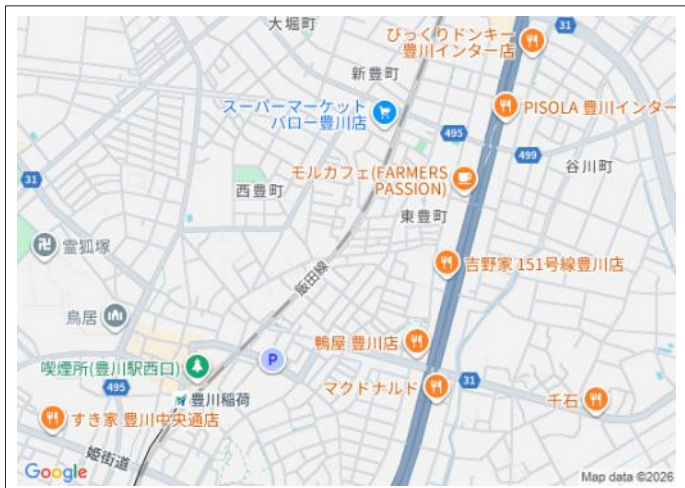 大堀町
びっくりドンキー
豊川インター店
31
新豊町
スーパーマーケット
バロー豊川店
PISOLA 豊川インター
495
499
31
モルカフェ(FARMERS
PASSION)
谷川町
西豊町
東豊町
霊狐塚
吉野家 151号線豊川店
飯田線
鳥居
鴨屋 豊川店
P
喫煙所(豊川駅西口)
31
495
マクドナルド
豊川稲荷
千石
すき家 豊川中央通店
姫街道
Google
Map data ©2026